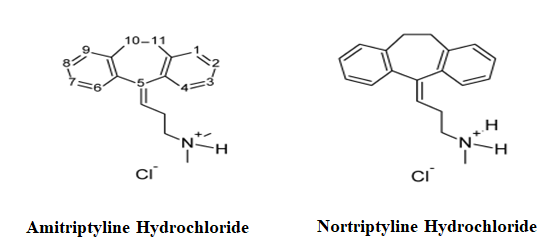 10 11
9 1
8 2
7 3
6 5 4
N+ H
Cl-
Amitriptyline Hydrochloride
H
N+ H
Cl-
Nortriptyline Hydrochloride